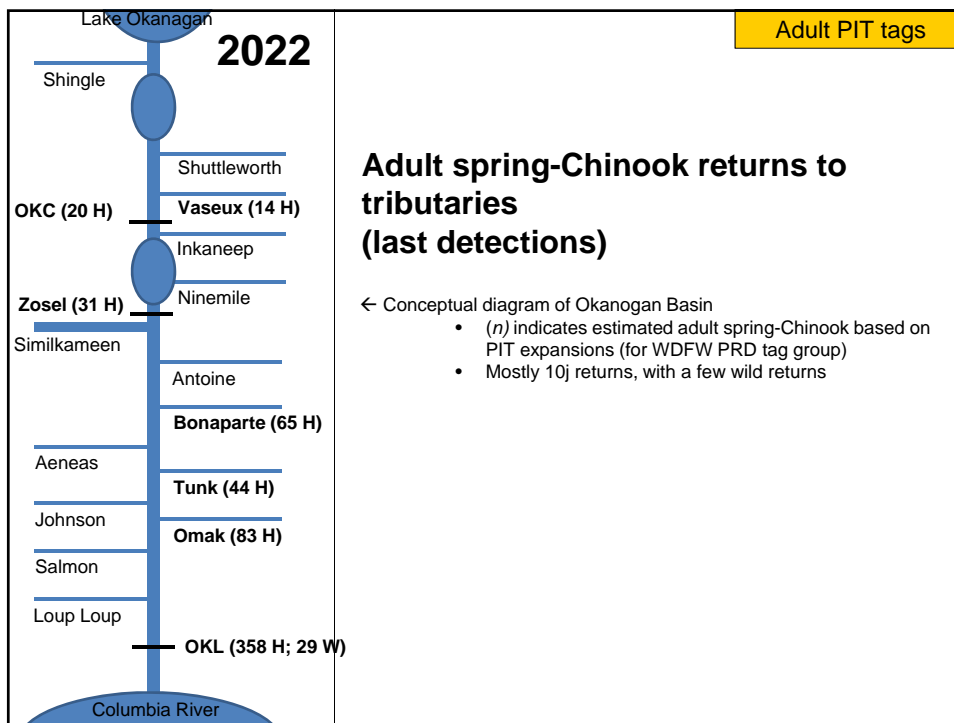 Lake Okanagan
2022
Shingle
Shuttleworth
OKC (20 H)
Vaseux (14 H)
Inkaneep
Zosel (31 H)
Ninemile
Similkameen
Antoine
Bonaparte (65 H)
Aeneas
Tunk (44 H)
Johnson
Omak (83 H)
Salmon
Loup Loup
OKL (358 H; 29 W)
Columbia River
Adult PIT tags
Adult spring-Chinook returns to
tributaries
(last detections)
← Conceptual diagram of Okanogan Basin
• (n) indicates estimated adult spring-Chinook based on
PIT expansions (for WDFW PRD tag group)
• Mostly 10j returns, with a few wild returns